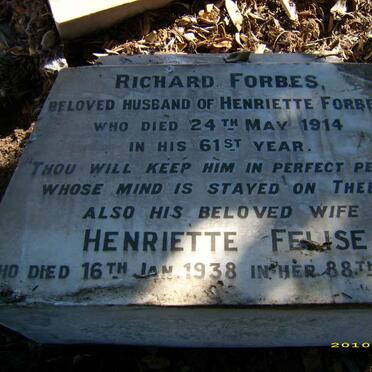 RICHARD FORBES,
BELOVED HUSBAND OF HENRIETTE FORBE
WHO DIED 24TH MAY 1914
IN HIS 61ST YEAR.
"THOU WILL KEEP HIM IN PERFECT PE
WHOSE MIND IS STAYED ON THE
ALSO HIS BELOVED WIFE
HENRIETTE FELISE
HO DIED 16TH JAN. 1938 IN HER 88TH
2010